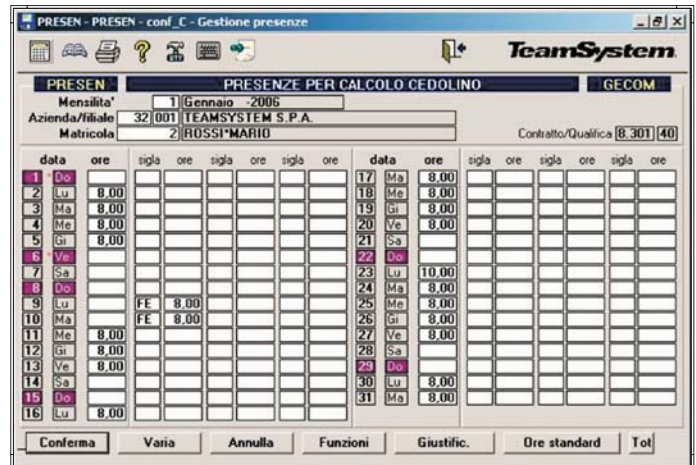 PRESEN - PRESEN - conf_C - Gestione presenze
TeamSystem
PRESEN PRESENZE PER CALCOLO CEDOLINO GECOM
Mensilita' 1 Gennaio -2006
Azienda/filiale 32 001 TEAMSYSTEM S.P.A.
Matricola 2 ROSSI*MARIO Contratto/Qualifica 8.301 40
data ore sigla ore sigla ore sigla ore data ore sigla ore sigla ore sigla ore
1 * Do 17 Ma 8,00
2 Lu 8,00 18 Me 8,00
3 Ma 8,00 19 Gi 8,00
4 Me 8,00 20 Ve 8,00
5 Gi 8,00 21 Sa
6 * Ve 22 Do
7 Sa 23 Lu 10,00
8 Do 24 Ma 8,00
9 Lu FE 8,00 25 Me 8,00
10 Ma FE 8,00 26 Gi 8,00
11 Me 8,00 27 Ve 8,00
12 Gi 8,00 28 Sa
13 Ve 8,00 29 Do
14 Sa 30 Lu 8,00
15 Do 31 Ma 8,00
16 Lu 8,00
Conferma Varia Annulla Funzioni Giustific. Ore standard Tot